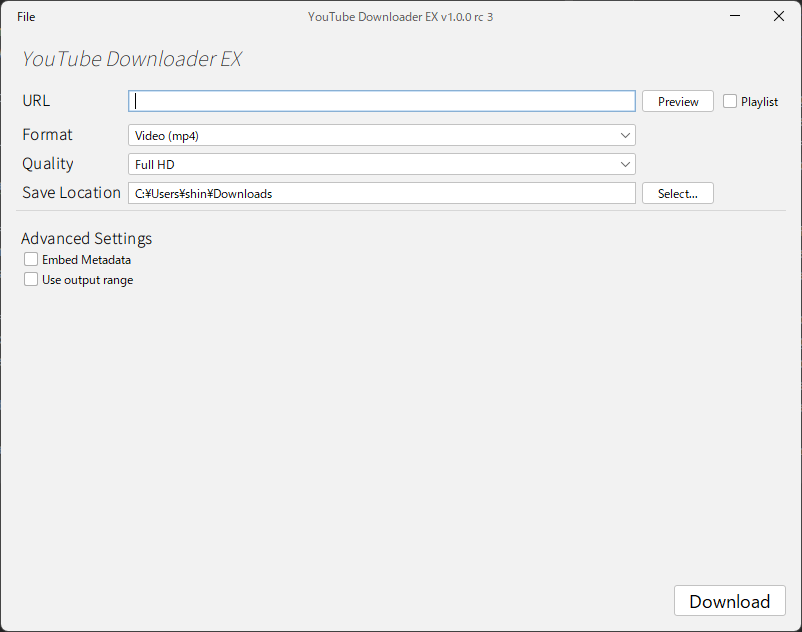 File
YouTube Downloader EX v1.0.0 rc 3
YouTube Downloader EX
URL
Preview
Playlist
Format
Video (mp4)
Quality
Full HD
Save Location
C:¥Users¥shin¥Downloads
Select...
Advanced Settings
Embed Metadata
Use output range
Download